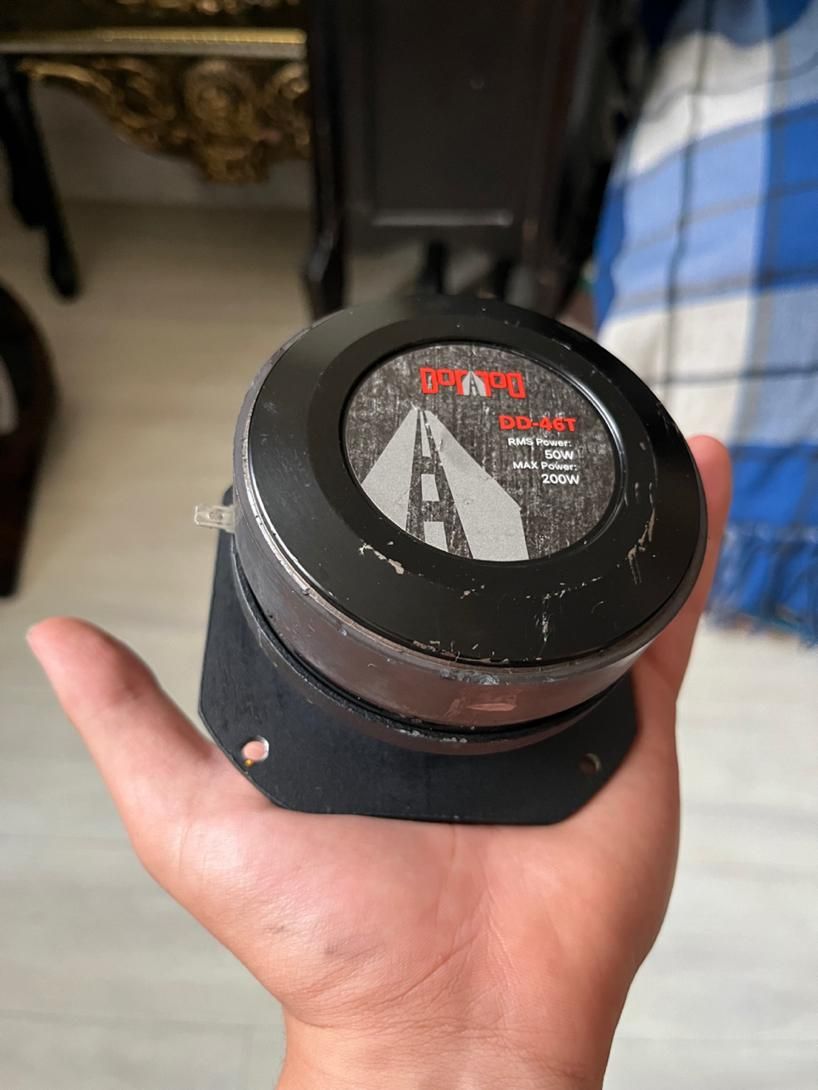 DD-46T
RMS Power:
50W
MAX Power:
200W